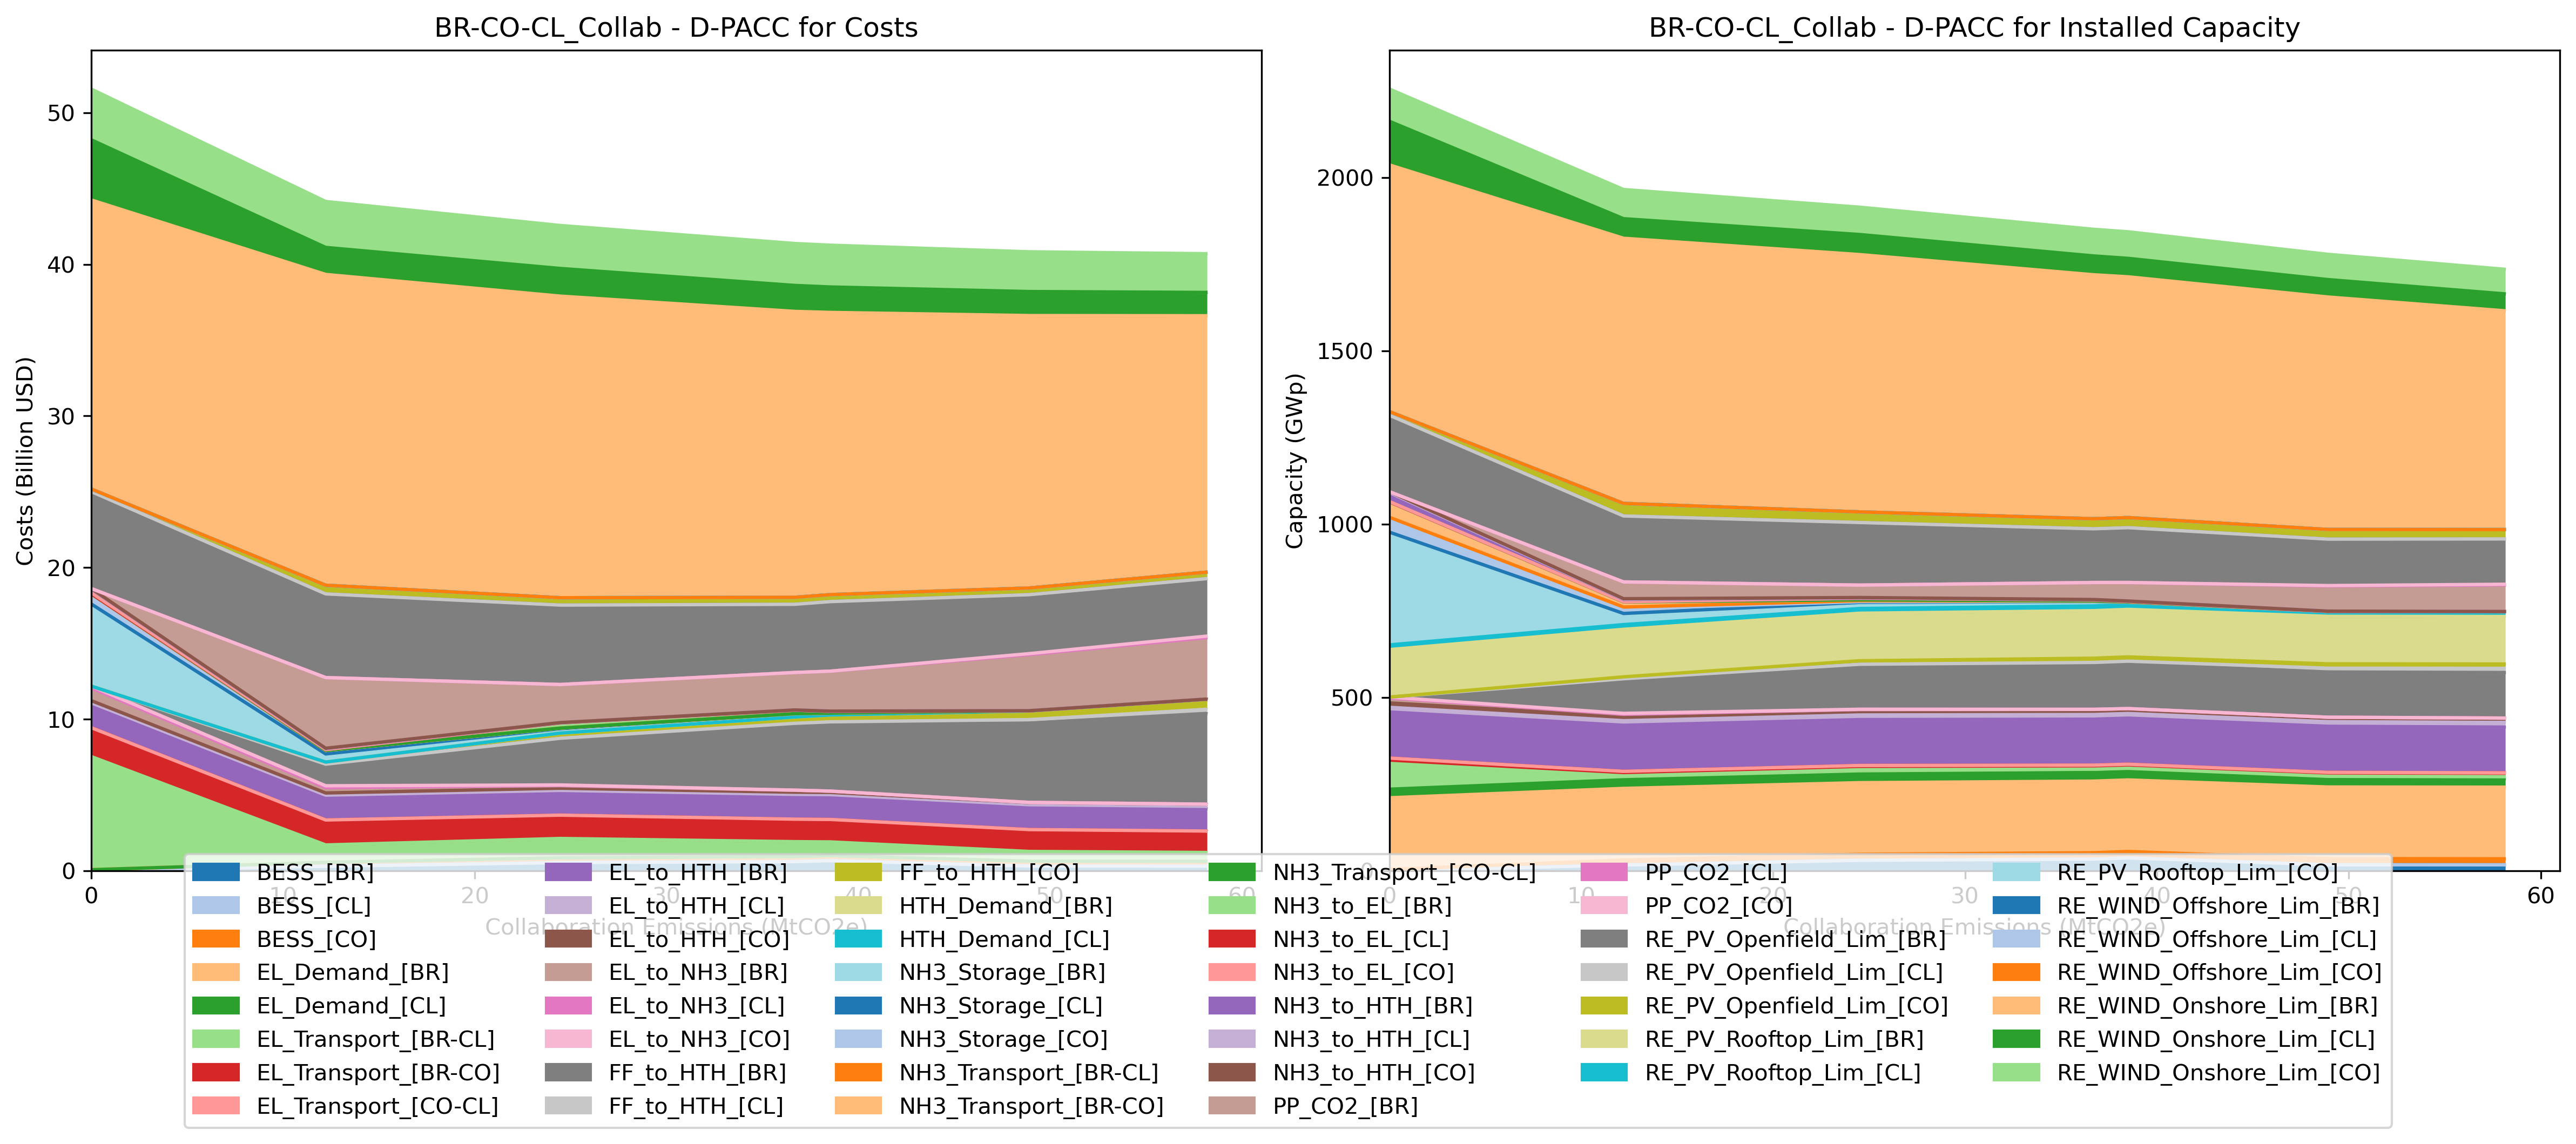 BR-CO-CL_Collab - D-PACC for Costs
Costs (Billion USD)
50
40
30
20
10
0
0 10 20 30 40 50 60
Collaboration Emissions (MtCO2e)
BR-CO-CL_Collab - D-PACC for Installed Capacity
Capacity (GWp)
2000
1500
1000
500
0
0 10 20 30 40 50 60
Collaboration Emissions (MtCO2e)
BESS_[BR]
BESS_[CL]
BESS_[CO]
EL_Demand_[BR]
EL_Demand_[CL]
EL_Transport_[BR-CL]
EL_Transport_[BR-CO]
EL_Transport_[CO-CL]
EL_to_HTH_[BR]
EL_to_HTH_[CL]
EL_to_HTH_[CO]
EL_to_NH3_[BR]
EL_to_NH3_[CL]
EL_to_NH3_[CO]
FF_to_HTH_[BR]
FF_to_HTH_[CL]
FF_to_HTH_[CO]
HTH_Demand_[BR]
HTH_Demand_[CL]
NH3_Storage_[BR]
NH3_Storage_[CL]
NH3_Storage_[CO]
NH3_Transport_[BR-CL]
NH3_Transport_[BR-CO]
NH3_Transport_[CO-CL]
NH3_to_EL_[BR]
NH3_to_EL_[CL]
NH3_to_EL_[CO]
NH3_to_HTH_[BR]
NH3_to_HTH_[CL]
NH3_to_HTH_[CO]
PP_CO2_[BR]
PP_CO2_[CL]
PP_CO2_[CO]
RE_PV_Openfield_Lim_[BR]
RE_PV_Openfield_Lim_[CL]
RE_PV_Openfield_Lim_[CO]
RE_PV_Rooftop_Lim_[BR]
RE_PV_Rooftop_Lim_[CL]
RE_PV_Rooftop_Lim_[CO]
RE_WIND_Offshore_Lim_[BR]
RE_WIND_Offshore_Lim_[CL]
RE_WIND_Offshore_Lim_[CO]
RE_WIND_Onshore_Lim_[BR]
RE_WIND_Onshore_Lim_[CL]
RE_WIND_Onshore_Lim_[CO]